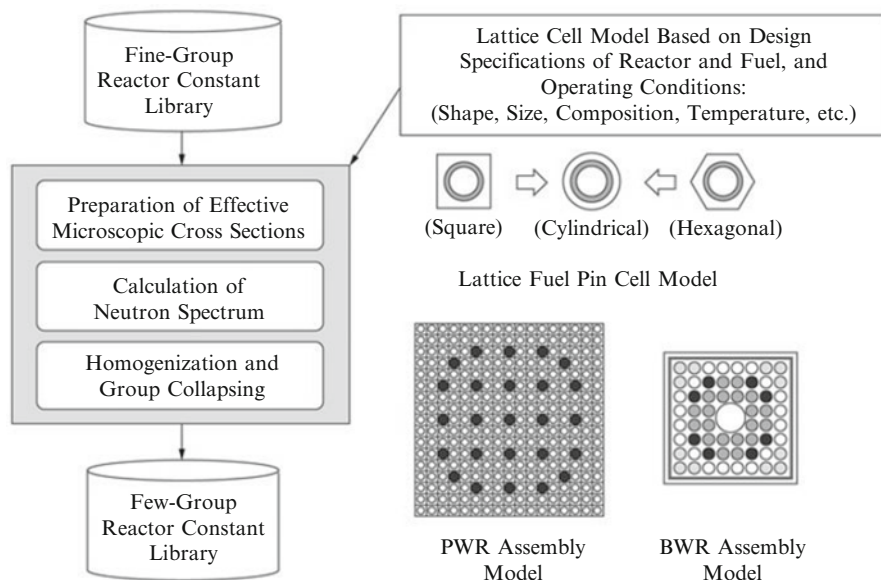 Fine-Group
Reactor Constant
Library
Lattice Cell Model Based on Design
Specifications of Reactor and Fuel, and
Operating Conditions:
(Shape, Size, Composition, Temperature, etc.)
Preparation of Effective
Microscopic Cross Sections
Calculation of
Neutron Spectrum
Homogenization and
Group Collapsing
Few-Group
Reactor Constant
Library
(Square)
(Cylindrical)
(Hexagonal)
Lattice Fuel Pin Cell Model
PWR Assembly
Model
BWR Assembly
Model